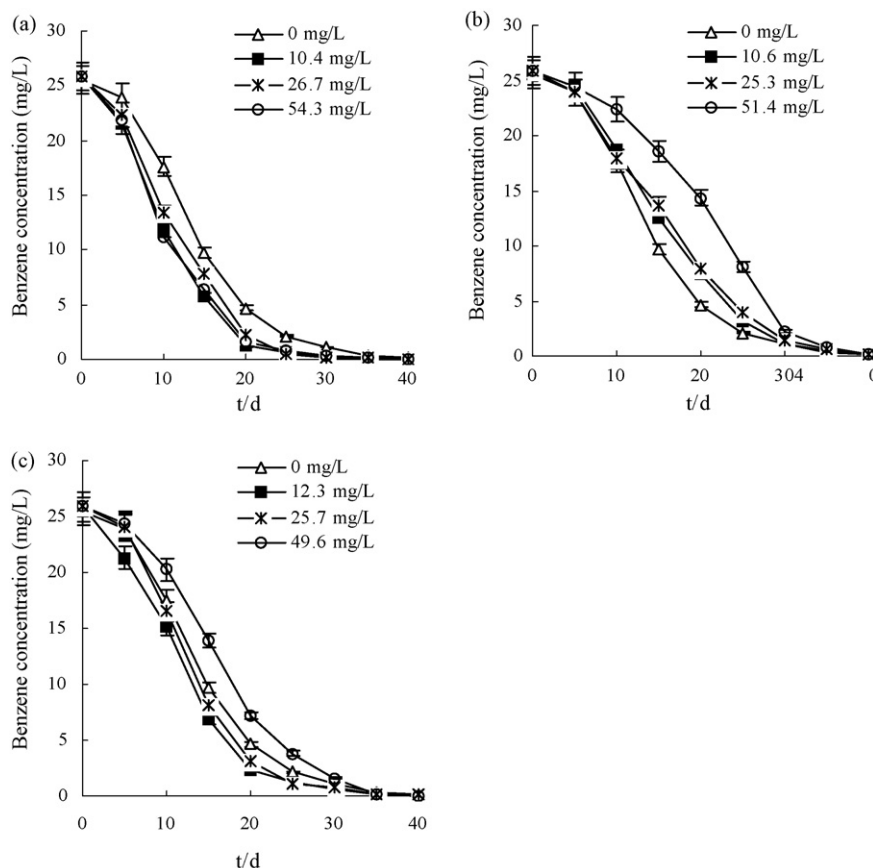 (a)
0 mg/L
10.4 mg/L
26.7 mg/L
54.3 mg/L
Benzene concentration (mg/L)
30
25
20
15
10
5
0
0 10 20 30 40
t/d
(b)
0 mg/L
10.6 mg/L
25.3 mg/L
51.4 mg/L
Benzene concentration (mg/L)
30
25
20
15
10
5
0
0 10 20 304 0
t/d
(c)
0 mg/L
12.3 mg/L
25.7 mg/L
49.6 mg/L
Benzene concentration (mg/L)
30
25
20
15
10
5
0
0 10 20 30 40
t/d